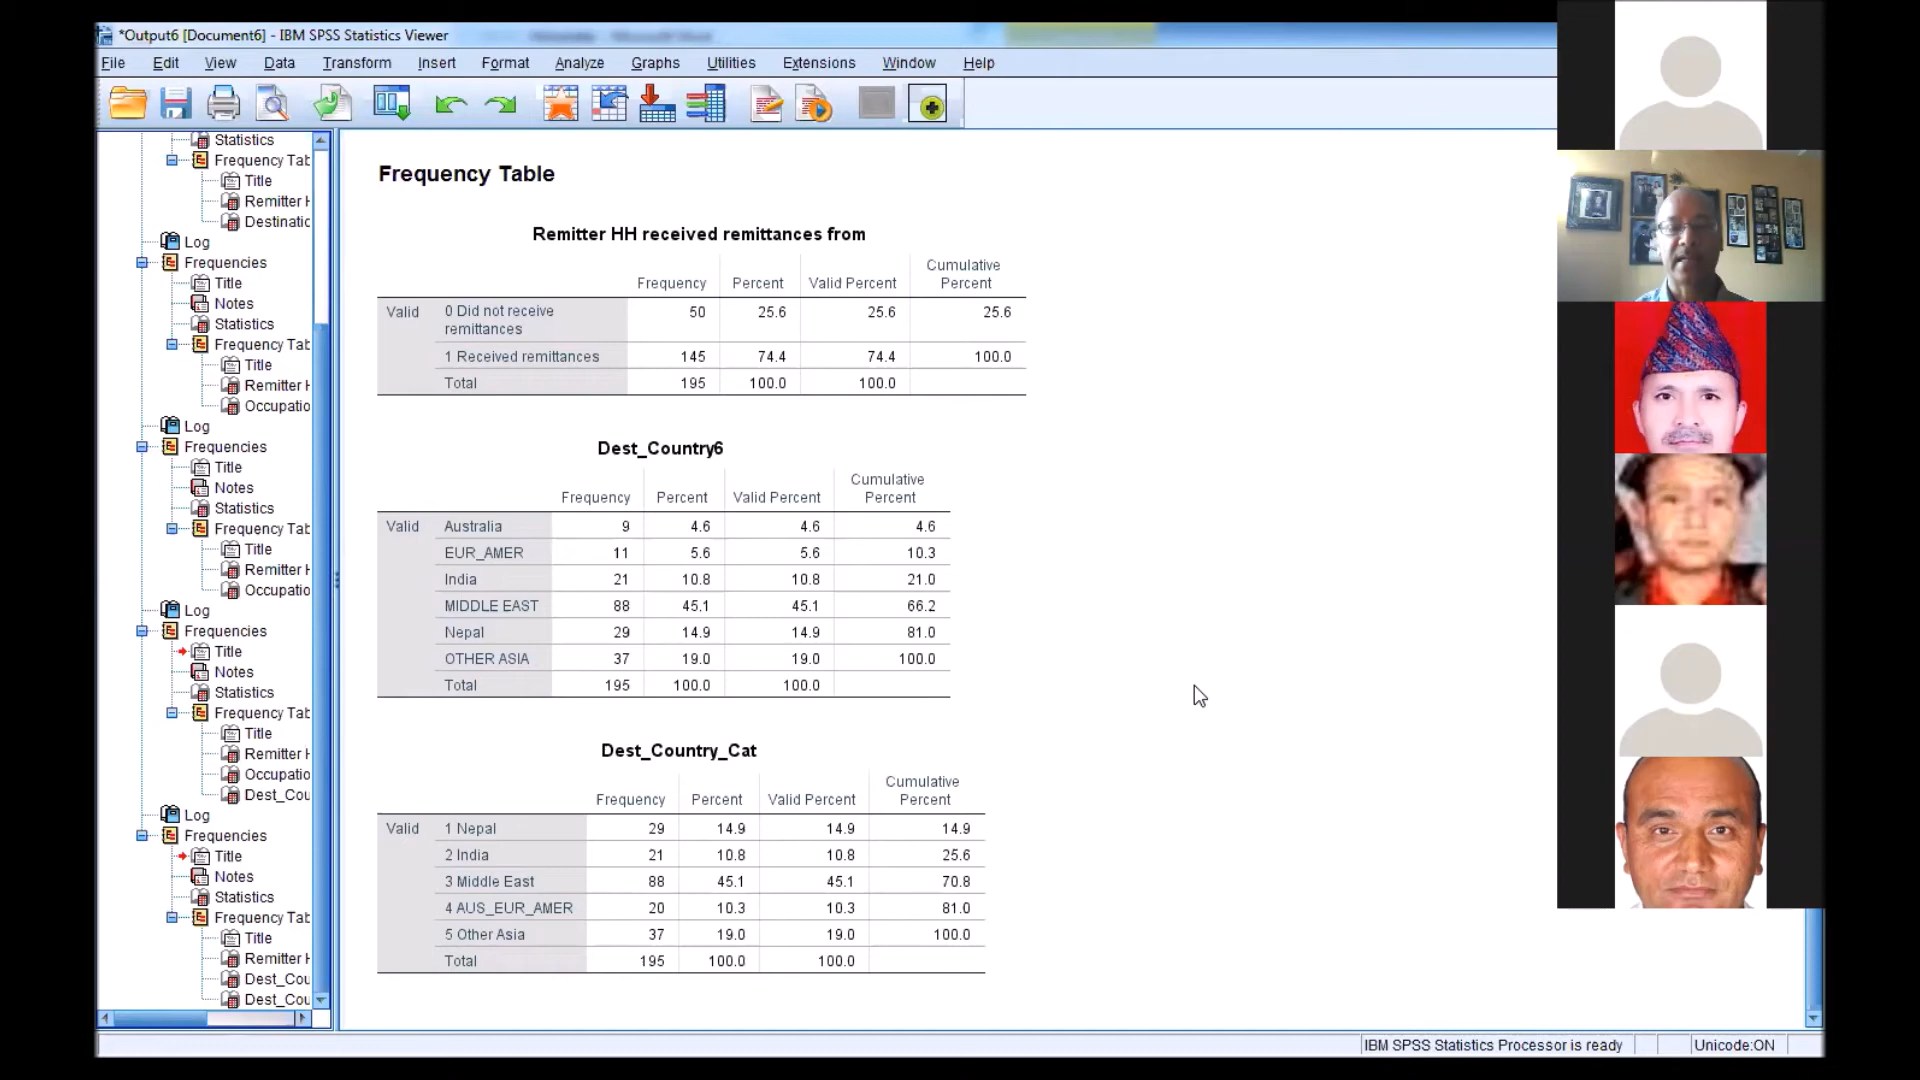 *Output6 [Document6] - IBM SPSS Statistics Viewer
File Edit View Data Transform Insert Format Analyze Graphs Utilities Extensions Window Help
Statistics
Frequency Tab
Title
Remitter H
Destinatic
Log
Frequencies
Title
Notes
Statistics
Frequency Tab
Title
Remitter H
Occupatio
Log
Frequencies
Title
Notes
Statistics
Frequency Tab
Title
Remitter H
Occupatio
Log
Frequencies
Title
Notes
Statistics
Frequency Tab
Title
Remitter H
Occupatio
Dest_Cou
Log
Frequencies
Title
Notes
Statistics
Frequency Tab
Title
Remitter H
Dest_Cou
Dest_Cou
Frequency Table
Remitter HH received remittances from
Frequency Percent Valid Percent Cumulative Percent
Valid 0 Did not receive remittances 50 25.6 25.6 25.6
1 Received remittances 145 74.4 74.4 100.0
Total 195 100.0 100.0
Dest_Country6
Frequency Percent Valid Percent Cumulative Percent
Valid Australia 9 4.6 4.6 4.6
EUR_AMER 11 5.6 5.6 10.3
India 21 10.8 10.8 21.0
MIDDLE EAST 88 45.1 45.1 66.2
Nepal 29 14.9 14.9 81.0
OTHER ASIA 37 19.0 19.0 100.0
Total 195 100.0 100.0
Dest_Country_Cat
Frequency Percent Valid Percent Cumulative Percent
Valid 1 Nepal 29 14.9 14.9 14.9
2 India 21 10.8 10.8 25.6
3 Middle East 88 45.1 45.1 70.8
4 AUS_EUR_AMER 20 10.3 10.3 81.0
5 Other Asia 37 19.0 19.0 100.0
Total 195 100.0 100.0
IBM SPSS Statistics Processor is ready Unicode:ON